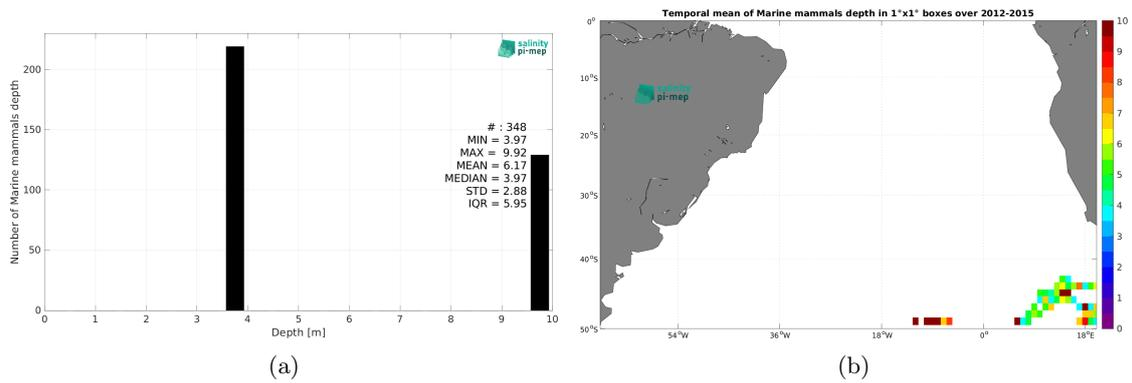 salinity
pi-mep
Number of Marine mammals depth
200
150
100
50
0
# : 348
MIN = 3.97
MAX = 9.92
MEAN = 6.17
MEDIAN = 3.97
STD = 2.88
IQR = 5.95
0 1 2 3 4 5 6 7 8 9 10
Depth [m]
(a)
Temporal mean of Marine mammals depth in 1°x1° boxes over 2012-2015
0°
10°S
20°S
30°S
40°S
50°S
salinity
pi-mep
54°W 36°W 18°W 0° 18°E
10
9
8
7
6
5
4
3
2
1
0
(b)